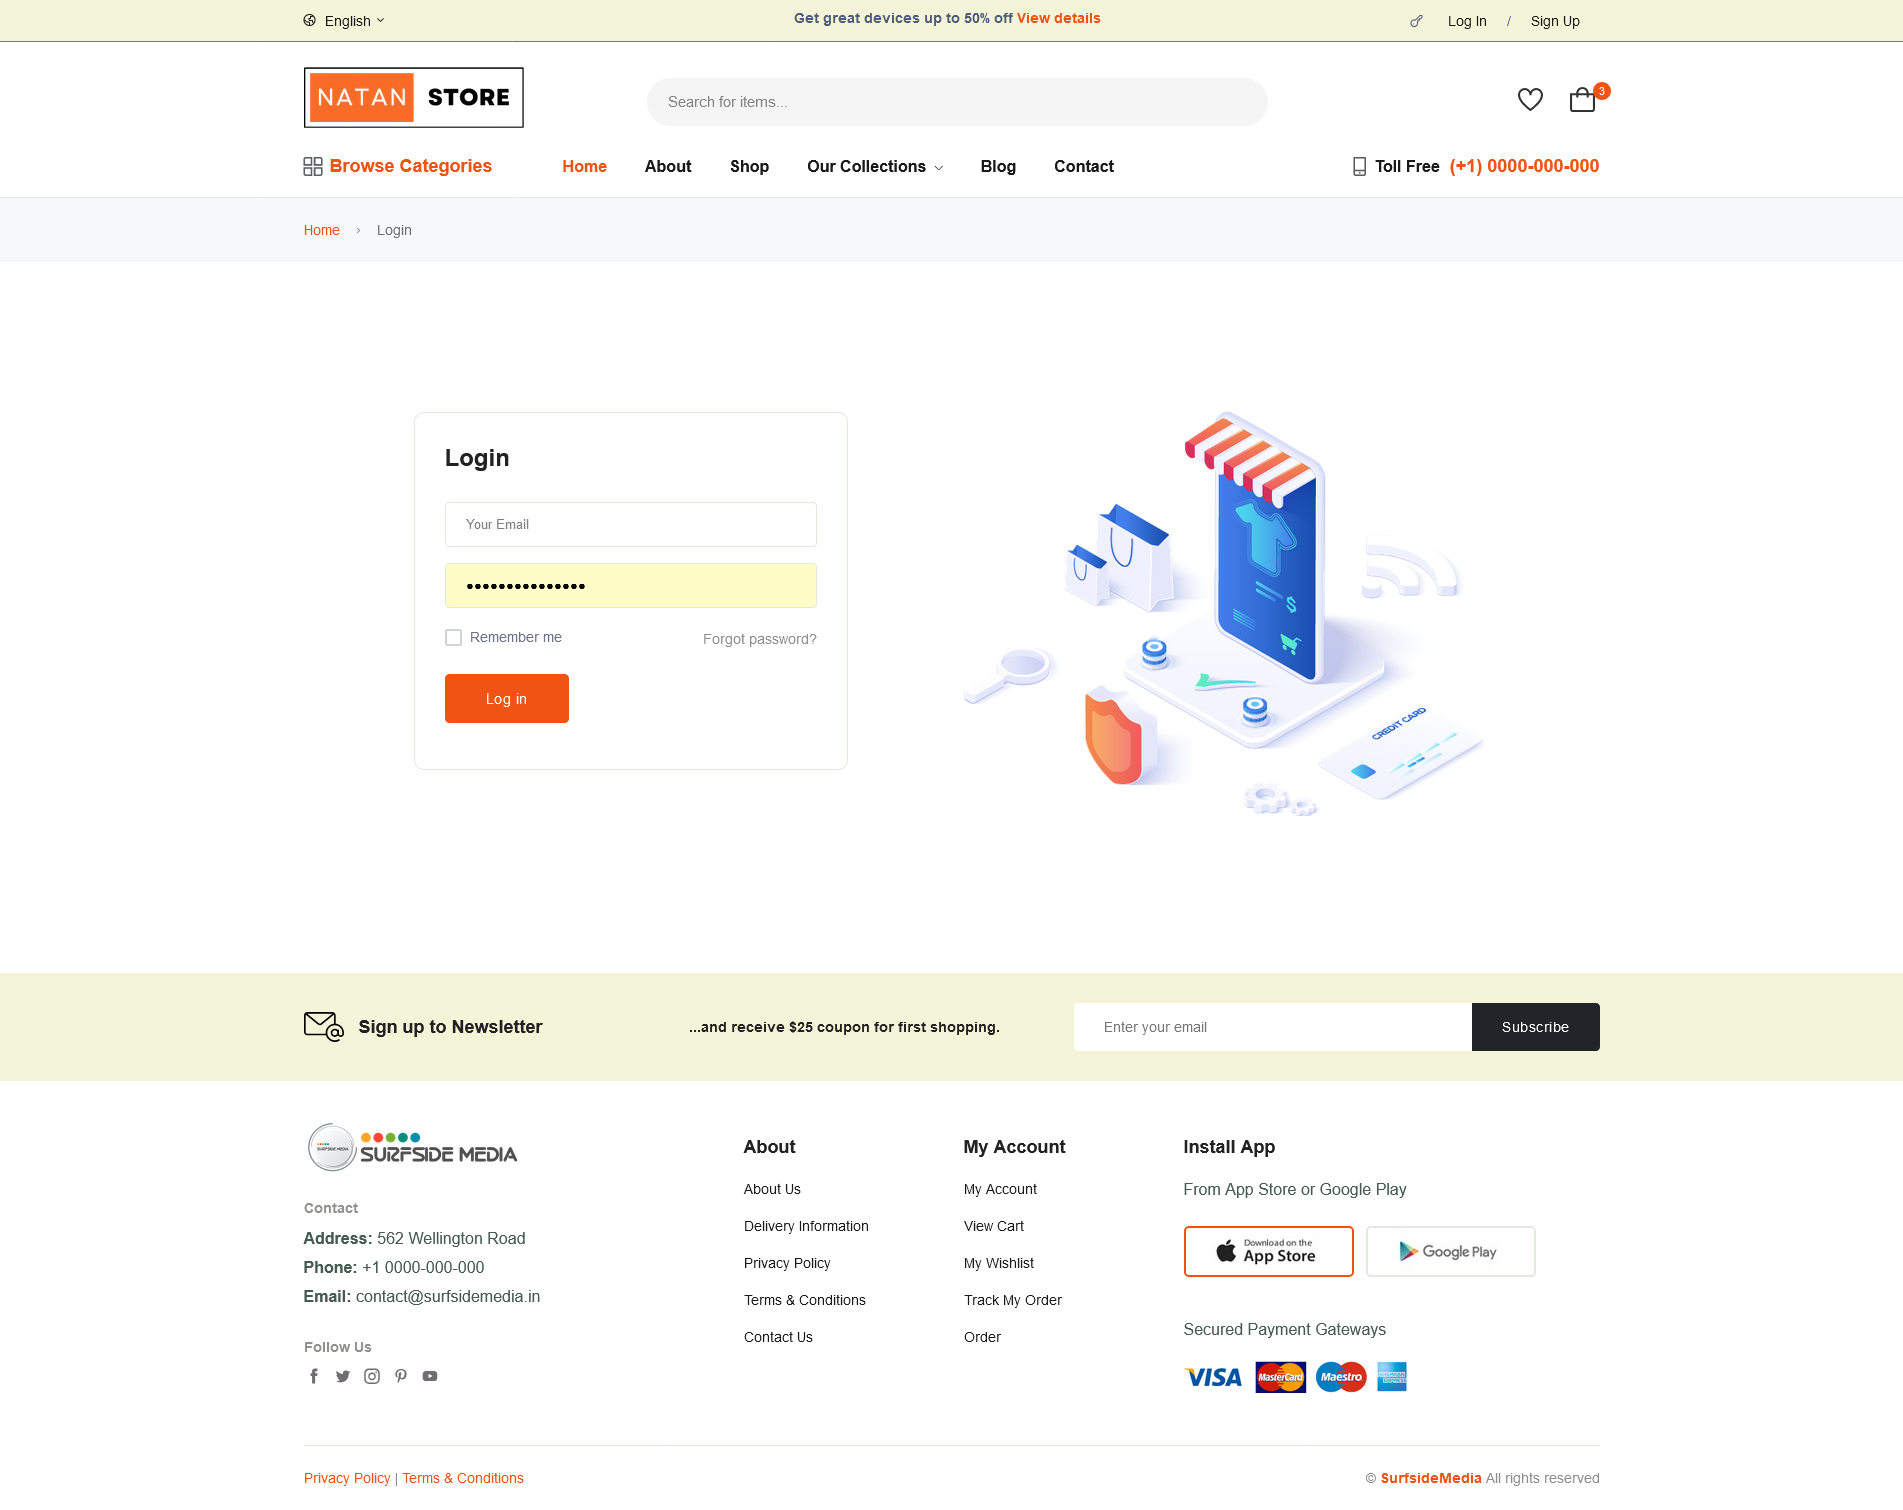 English
Get great devices up to 50% off View details
Log In / Sign Up
NATAN STORE
Search for items...
3
Browse Categories
Home
About
Shop
Our Collections
Blog
Contact
Toll Free (+1) 0000-000-000
Home › Login
Login
Your Email
•••••••••••••••
Remember me
Forgot password?
Log in
CREDIT CARD
Sign up to Newsletter
...and receive $25 coupon for first shopping.
Enter your email
Subscribe
SURFSIDE MEDIA
SURFSIDE MEDIA
Contact
Address: 562 Wellington Road
Phone: +1 0000-000-000
Email: contact@surfsidemedia.in
Follow Us
About
About Us
Delivery Information
Privacy Policy
Terms & Conditions
Contact Us
My Account
My Account
View Cart
My Wishlist
Track My Order
Order
Install App
From App Store or Google Play
Download on the
App Store
Google Play
Secured Payment Gateways
VISA
MasterCard
Maestro
AMERICAN
EXPRESS
Privacy Policy | Terms & Conditions
© SurfsideMedia All rights reserved